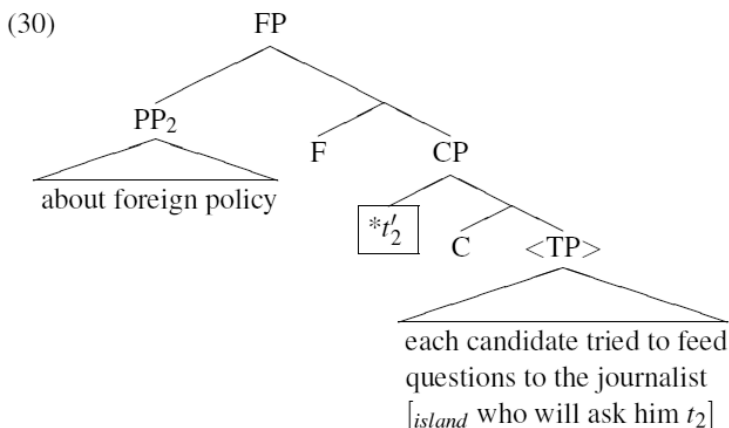 (30) FP
PP₂
F CP
about foreign policy
*t′₂
C <TP>
each candidate tried to feed
questions to the journalist
[island who will ask him t₂]